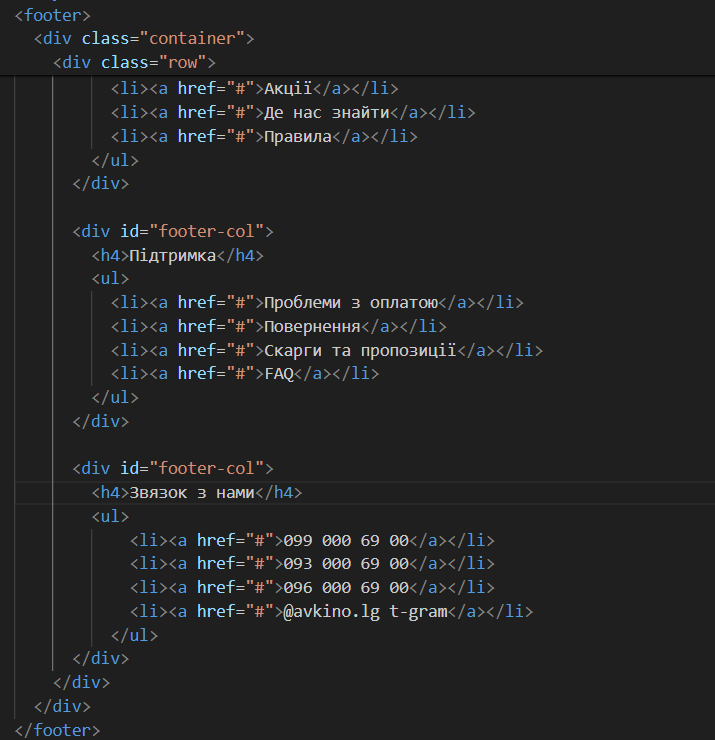 <footer>
<div class="container">
<div class="row">
<li><a href="#">Акції</a></li>
<li><a href="#">Де нас знайти</a></li>
<li><a href="#">Правила</a></li>
</ul>
</div>
<div id="footer-col">
<h4>Підтримка</h4>
<ul>
<li><a href="#">Проблеми з оплатою</a></li>
<li><a href="#">Повернення</a></li>
<li><a href="#">Скарги та пропозиції</a></li>
<li><a href="#">FAQ</a></li>
</ul>
</div>
<div id="footer-col">
<h4>Звязок з нами</h4>
<ul>
<li><a href="#">099 000 69 00</a></li>
<li><a href="#">093 000 69 00</a></li>
<li><a href="#">096 000 69 00</a></li>
<li><a href="#">@avkino.lg t-gram</a></li>
</ul>
</div>
</div>
</div>
</footer>